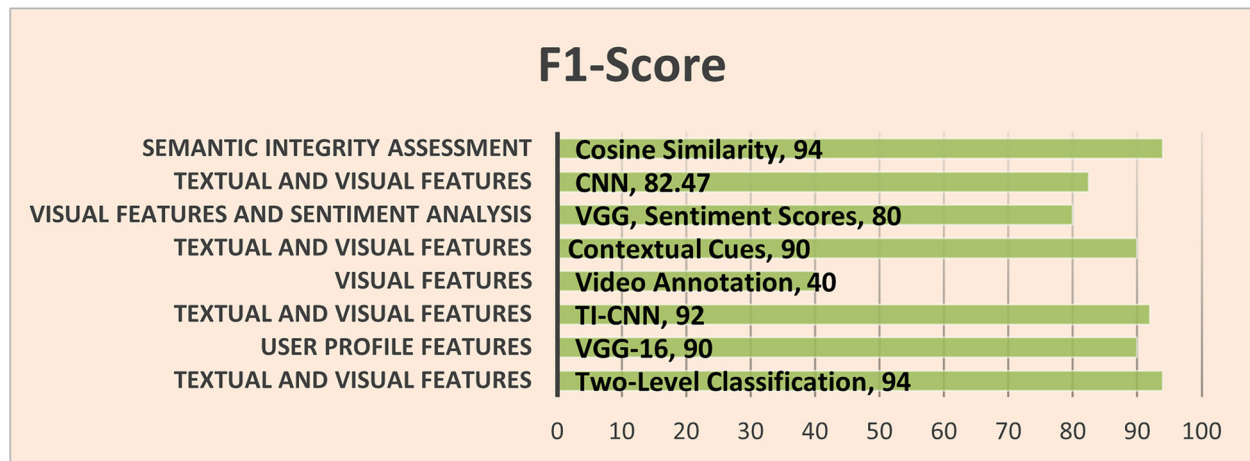 F1-Score
SEMANTIC INTEGRITY ASSESSMENT Cosine Similarity, 94
TEXTUAL AND VISUAL FEATURES CNN, 82.47
VISUAL FEATURES AND SENTIMENT ANALYSIS VGG, Sentiment Scores, 80
TEXTUAL AND VISUAL FEATURES Contextual Cues, 90
VISUAL FEATURES Video Annotation, 40
TEXTUAL AND VISUAL FEATURES TI-CNN, 92
USER PROFILE FEATURES VGG-16, 90
TEXTUAL AND VISUAL FEATURES Two-Level Classification, 94
0 10 20 30 40 50 60 70 80 90 100